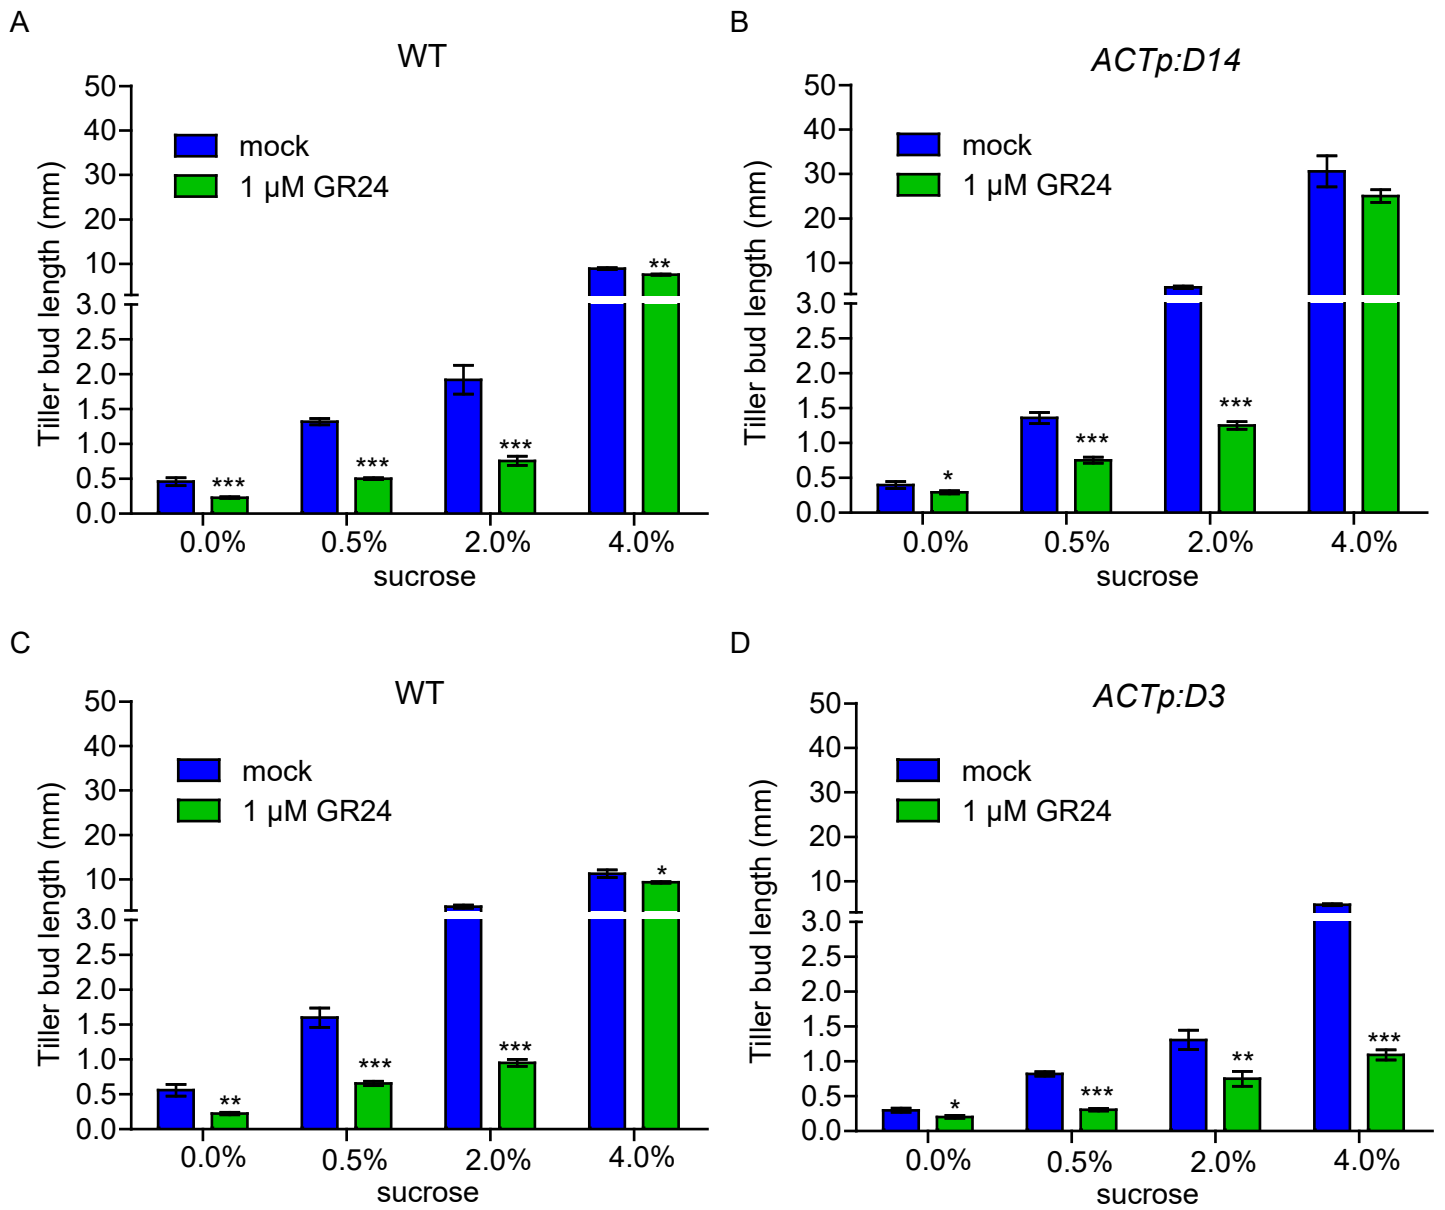 A
WT
50
40
30
20
10
3.0
2.5
2.0
1.5
1.0
0.5
0.0
Tiller bud length (mm)
mock
1 µM GR24
***
***
***
**
0.0% 0.5% 2.0% 4.0%
sucrose
B
ACTp:D14
50
40
30
20
10
3.0
2.5
2.0
1.5
1.0
0.5
0.0
Tiller bud length (mm)
mock
1 µM GR24
*
***
***
0.0% 0.5% 2.0% 4.0%
sucrose
C
WT
50
40
30
20
10
3.0
2.5
2.0
1.5
1.0
0.5
0.0
Tiller bud length (mm)
mock
1 µM GR24
**
***
***
*
0.0% 0.5% 2.0% 4.0%
sucrose
D
ACTp:D3
50
40
30
20
10
3.0
2.5
2.0
1.5
1.0
0.5
0.0
Tiller bud length (mm)
mock
1 µM GR24
*
***
**
***
0.0% 0.5% 2.0% 4.0%
sucrose